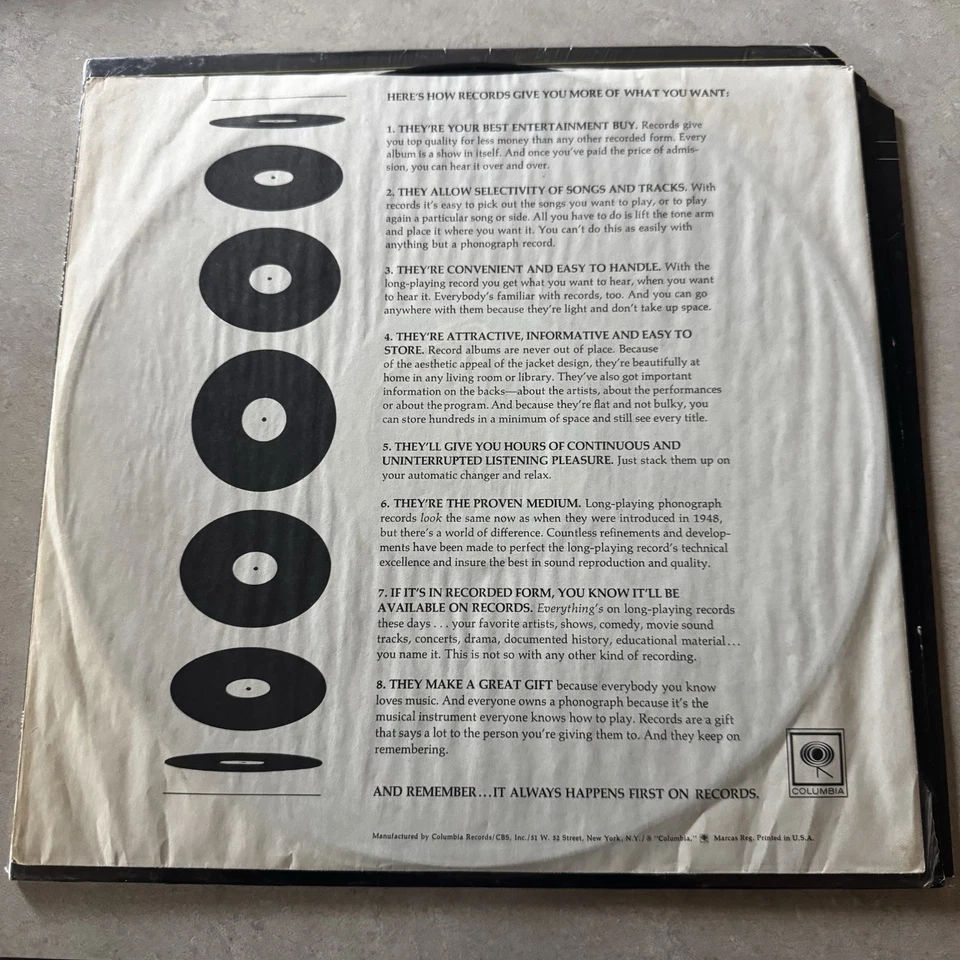 HERE'S HOW RECORDS GIVE YOU MORE OF WHAT YOU WANT:
1. THEY'RE YOUR BEST ENTERTAINMENT BUY. Records give
you top quality for less money than any other recorded form. Every
album is a show in itself. And once you've paid the price of admis-
sion, you can hear it over and over.
2. THEY ALLOW SELECTIVITY OF SONGS AND TRACKS. With
records it's easy to pick out the songs you want to play, or to play
again a particular song or side. All you have to do is lift the tone arm
and place it where you want it. You can't do this as easily with
anything but a phonograph record.
3. THEY'RE CONVENIENT AND EASY TO HANDLE. With the
long-playing record you get what you want to hear, when you want
to hear it. Everybody's familiar with records, too. And you can go
anywhere with them because they're light and don't take up space.
4. THEY'RE ATTRACTIVE, INFORMATIVE AND EASY TO
STORE. Record albums are never out of place. Because
of the aesthetic appeal of the jacket design, they're beautifully at
home in any living room or library. They've also got important
information on the backs—about the artists, about the performances
or about the program. And because they're flat and not bulky, you
can store hundreds in a minimum of space and still see every title.
5. THEY'LL GIVE YOU HOURS OF CONTINUOUS AND
UNINTERRUPTED LISTENING PLEASURE. Just stack them up on
your automatic changer and relax.
6. THEY'RE THE PROVEN MEDIUM. Long-playing phonograph
records look the same now as when they were introduced in 1948,
but there's a world of difference. Countless refinements and develop-
ments have been made to perfect the long-playing record's technical
excellence and insure the best in sound reproduction and quality.
7. IF IT'S IN RECORDED FORM, YOU KNOW IT'LL BE
AVAILABLE ON RECORDS. Everything's on long-playing records
these days . . . your favorite artists, shows, comedy, movie sound
tracks, concerts, drama, documented history, educational material . . .
you name it. This is not so with any other kind of recording.
8. THEY MAKE A GREAT GIFT because everybody you know
loves music. And everyone owns a phonograph because it's the
musical instrument everyone knows how to play. Records are a gift
that says a lot to the person you're giving them to. And they keep on
remembering.
AND REMEMBER...IT ALWAYS HAPPENS FIRST ON RECORDS.
COLUMBIA
Manufactured by Columbia Records/CBS, Inc./51 W. 52 Street, New York, N.Y./ ® "Columbia," Marcas Reg. Printed in U.S.A.